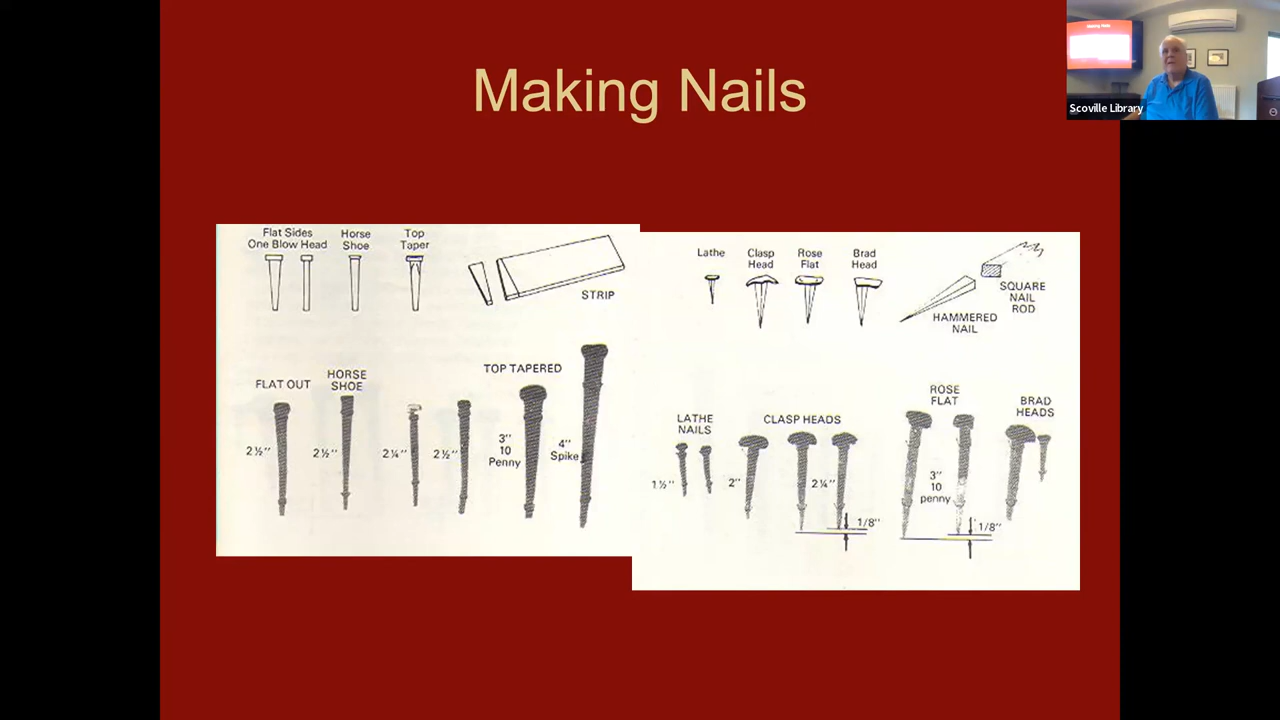 Making Nails
Scoville Library
Flat Sides
One Blow Head
Horse
Shoe
Top
Taper
STRIP
FLAT OUT
HORSE
SHOE
TOP TAPERED
2½"
2½"
2¼"
2½"
3"
10
Penny
4"
Spike
Lathe
Clasp
Head
Rose
Flat
Brad
Head
HAMMERED
NAIL
SQUARE
NAIL
ROD
LATHE
NAILS
CLASP HEADS
ROSE
FLAT
BRAD
HEADS
1½"
2"
2¼"
1/8"
3"
10
penny
1/8"